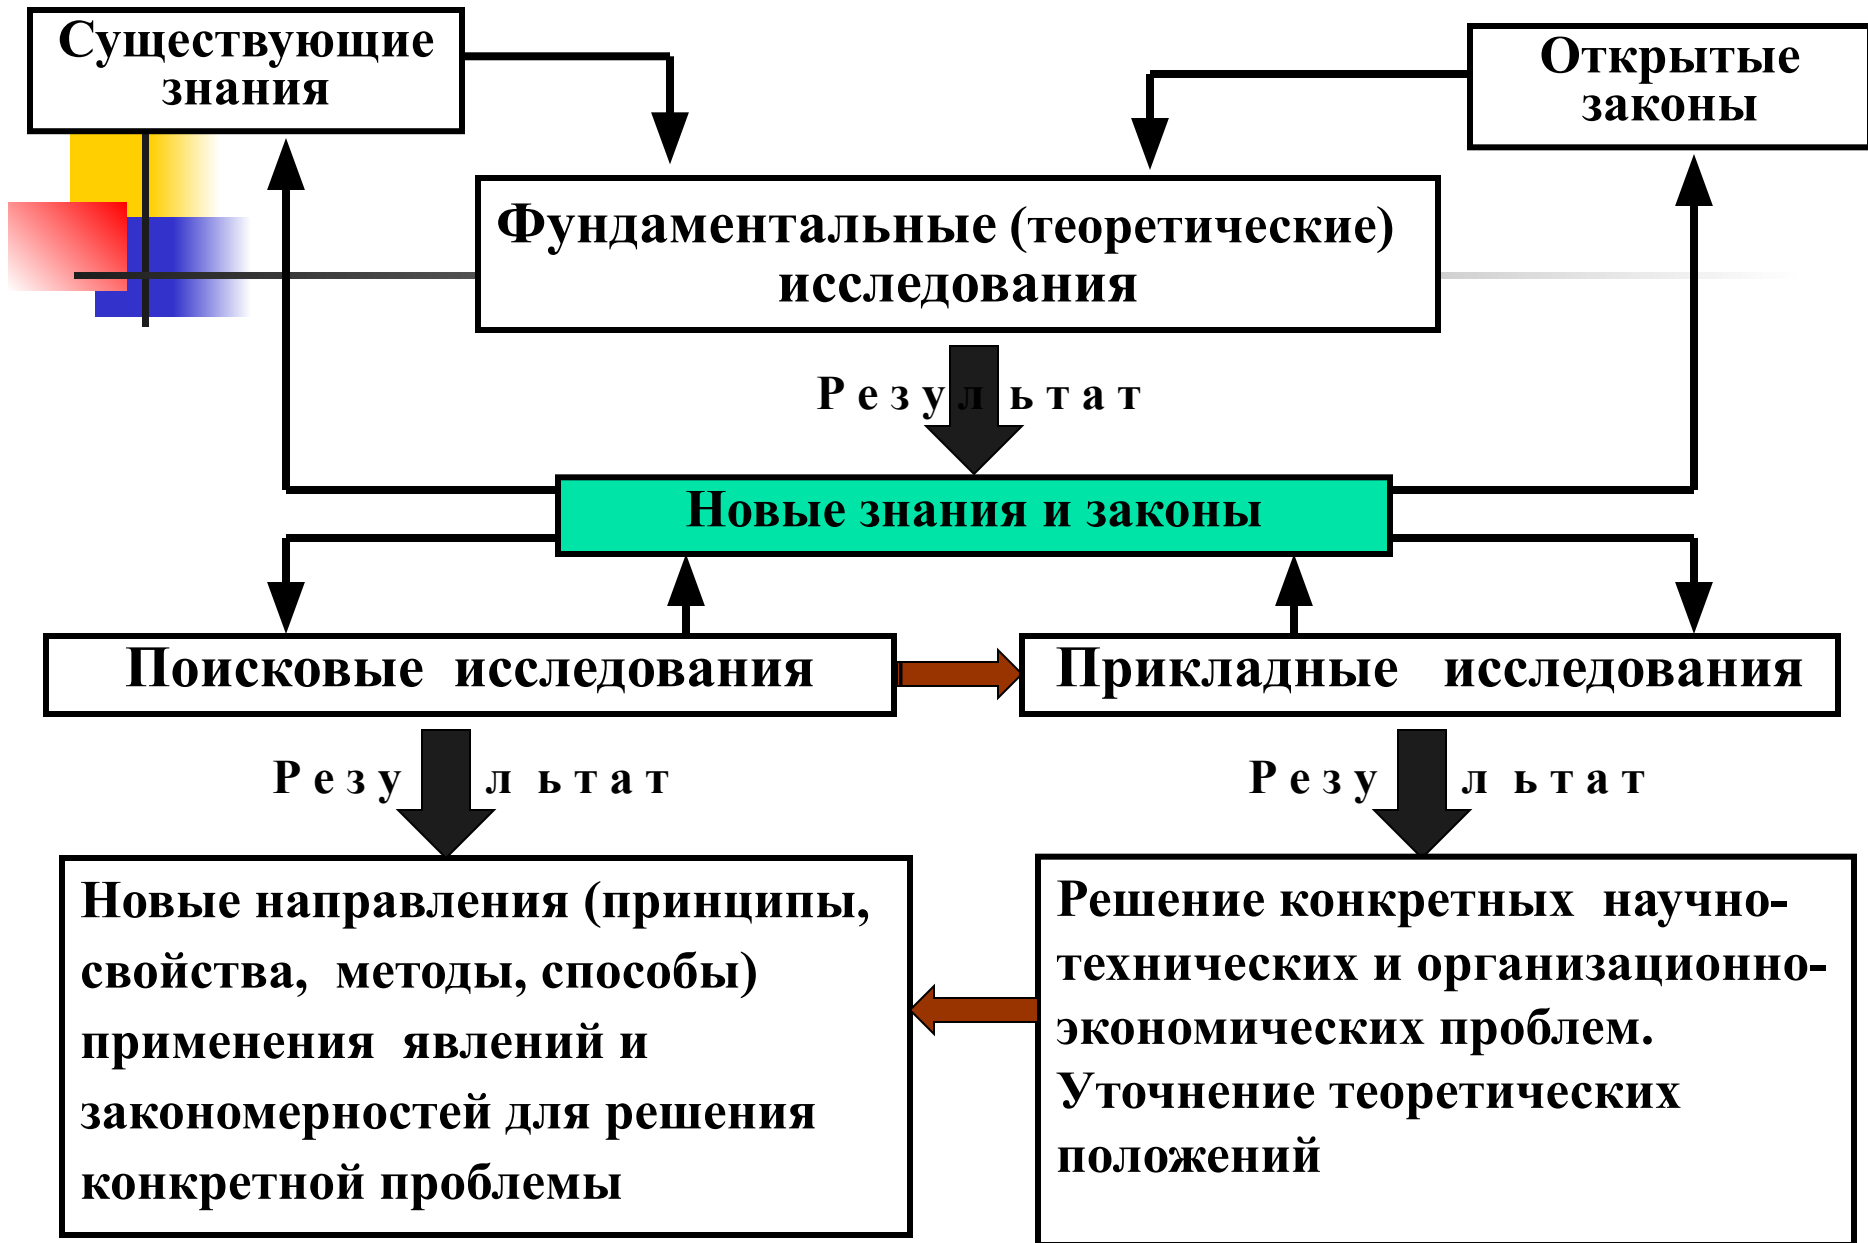 Существующие
знания
Открытые
законы
Фундаментальные (теоретические)
исследования
Р е з у л ь т а т
Новые знания и законы
Поисковые исследования
Прикладные исследования
Р е з у л ь т а т
Р е з у л ь т а т
Новые направления (принципы,
свойства, методы, способы)
применения явлений и
закономерностей для решения
конкретной проблемы
Решение конкретных научно-
технических и организационно-
экономических проблем.
Уточнение теоретических
положений